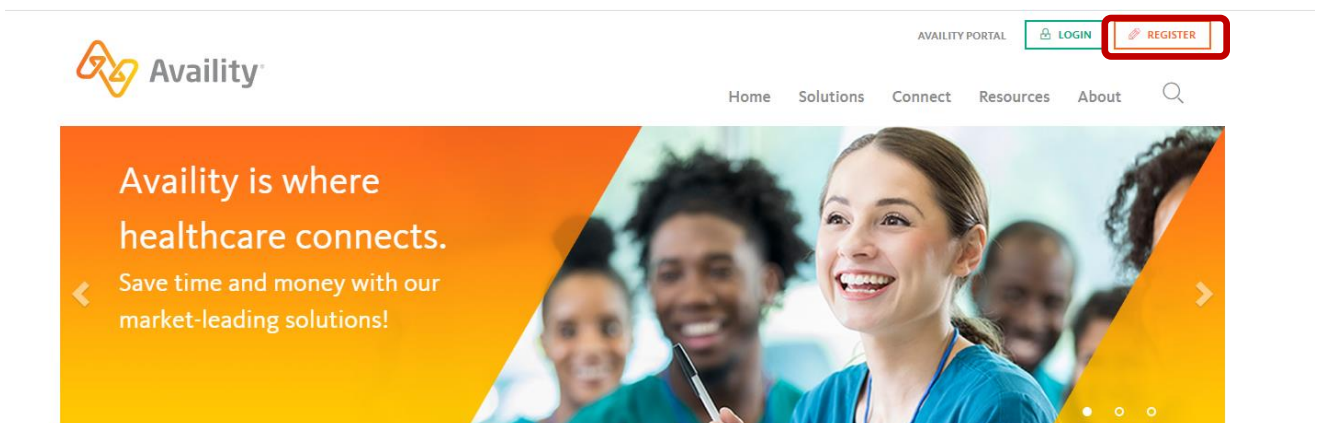 AVAILITY PORTAL LOGIN REGISTER
Availity®
Home Solutions Connect Resources About
Availity is where
healthcare connects.
Save time and money with our
market-leading solutions!